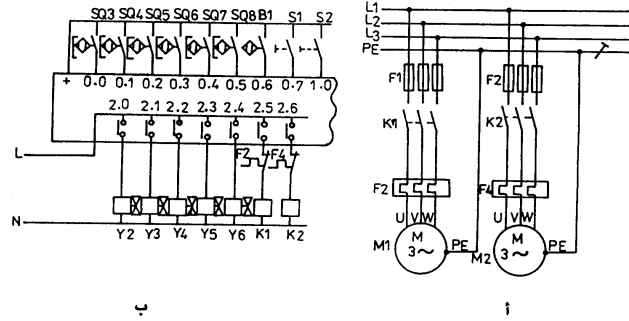 SQ3 SQ4 SQ5 SQ6 SQ7 SQ8 B1 S1 S2
+ 0.0 0.1 0.2 0.3 0.4 0.5 0.6 0.7 1.0
2.0 2.1 2.2 2.3 2.4 2.5 2.6
L
F2 F4
N
Y2 Y3 Y4 Y5 Y6 K1 K2
ب
L1
L2
L3
PE
F1 F2
K1 K2
F2 F4
U V W U V W
M1 M 3~ PE M2 M 3~ PE
أ